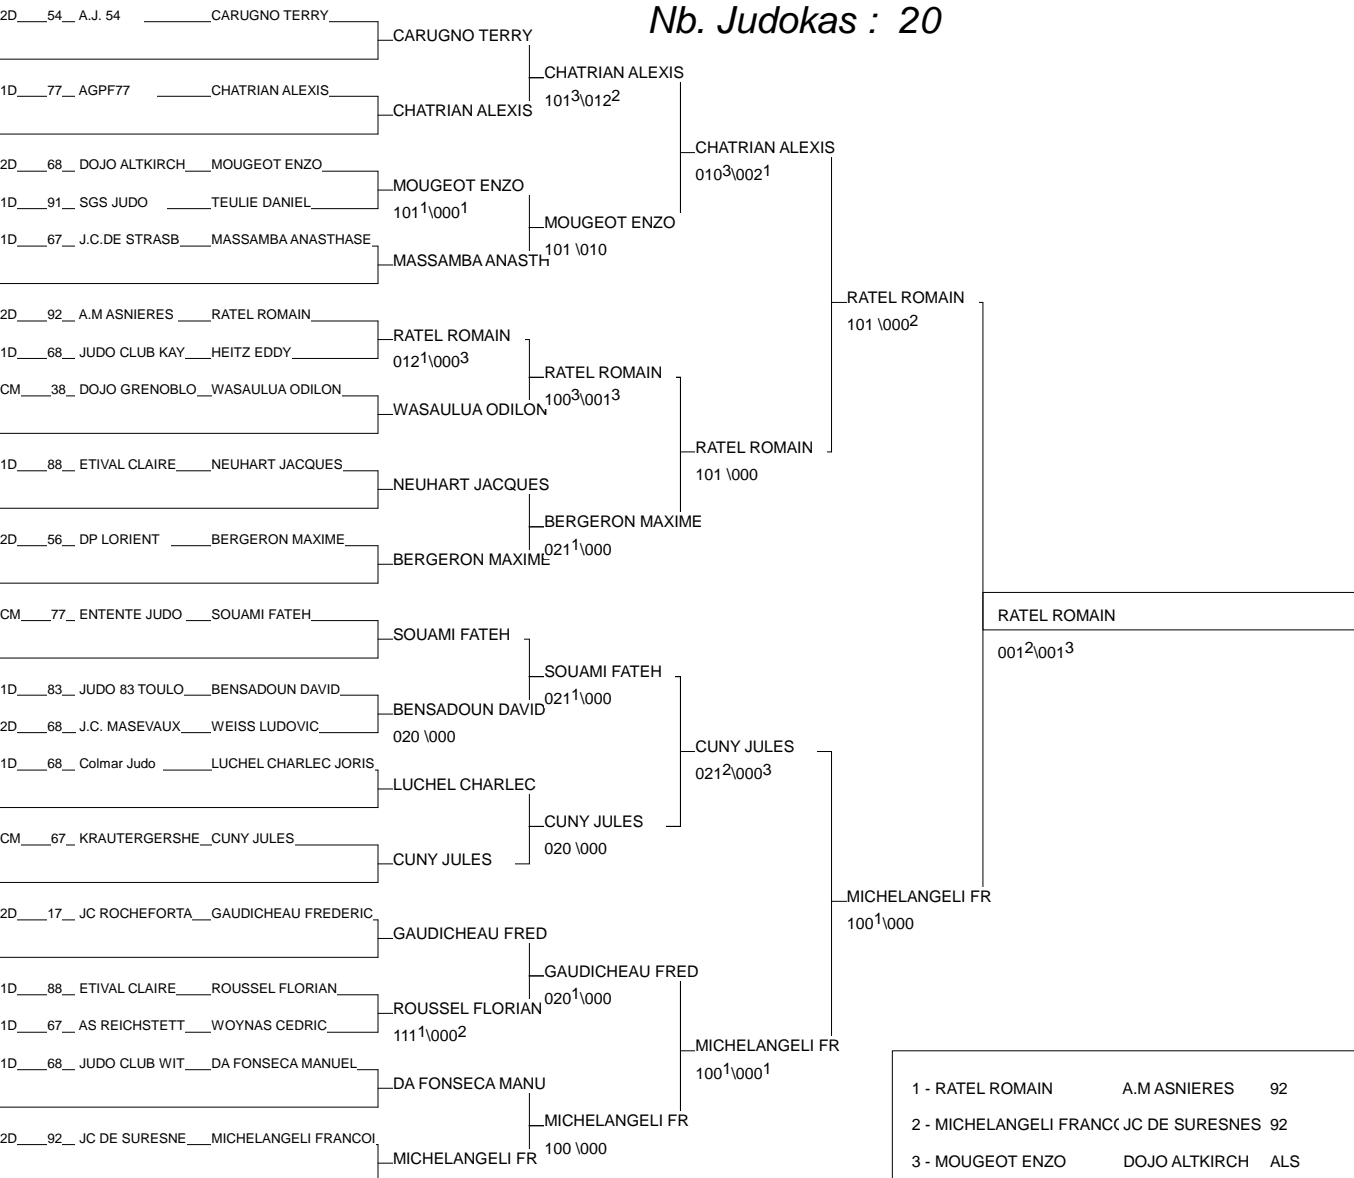 Nb. Judokas : 20
2D 54 A.J. 54 CARUGNO TERRY
1D 77 AGPF77 CHATRIAN ALEXIS
2D 68 DOJO ALTKIRCH MOUGEOT ENZO
1D 91 SGS JUDO TEULIE DANIEL
1D 67 J.C.DE STRASB MASSAMBA ANASTHASE
2D 92 A.M ASNIERES RATEL ROMAIN
1D 68 JUDO CLUB KAY HEITZ EDDY
CM 38 DOJO GRENOBLO WASAULUA ODILON
1D 88 ETIVAL CLAIRE NEUHART JACQUES
2D 56 DP LORIENT BERGERON MAXIME
CM 77 ENTENTE JUDO SOUAMI FATEH
1D 83 JUDO 83 TOULO BENSADOUN DAVID
2D 68 J.C. MASEVAUX WEISS LUDOVIC
1D 68 Colmar Judo LUCHEL CHARLEC JORIS
CM 67 KRAUTERGERSHE CUNY JULES
2D 17 JC ROCHEFORTA GAUDICHEAU FREDERIC
1D 88 ETIVAL CLAIRE ROUSSEL FLORIAN
1D 67 AS REICHSTETT WOYNAS CEDRIC
1D 68 JUDO CLUB WIT DA FONSECA MANUEL
2D 92 JC DE SURESNE MICHELANGELI FRANCOI
CARUGNO TERRY
CHATRIAN ALEXIS
MOUGEOT ENZO
101¹\000¹
MASSAMBA ANASTH
RATEL ROMAIN
012¹\000³
WASAULUA ODILON
NEUHART JACQUES
BERGERON MAXIME
SOUAMI FATEH
BENSADOUN DAVID
020 \000
LUCHEL CHARLEC
CUNY JULES
GAUDICHEAU FRED
ROUSSEL FLORIAN
111¹\000²
DA FONSECA MANU
MICHELANGELI FR
CHATRIAN ALEXIS
101³\012²
MOUGEOT ENZO
101 \010
RATEL ROMAIN
100³\001³
BERGERON MAXIME
021¹\000
SOUAMI FATEH
021¹\000
CUNY JULES
020 \000
GAUDICHEAU FRED
020¹\000
MICHELANGELI FR
100 \000
CHATRIAN ALEXIS
010³\002¹
RATEL ROMAIN
101 \000
CUNY JULES
021²\000³
MICHELANGELI FR
100¹\000¹
RATEL ROMAIN
101 \000²
MICHELANGELI FR
100¹\000
RATEL ROMAIN
001²\001³
1 - RATEL ROMAIN A.M ASNIERES 92
2 - MICHELANGELI FRANCO JC DE SURESNES 92
3 - MOUGEOT ENZO DOJO ALTKIRCH ALS